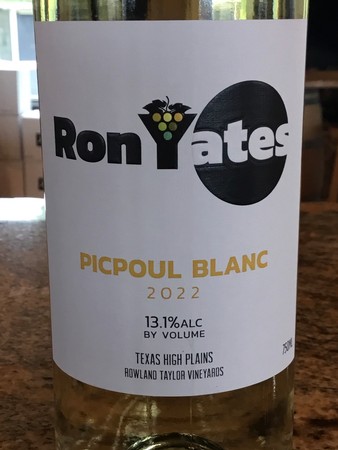 Ron Yates
PICPOUL BLANC
2022
13.1%ALC
BY VOLUME
TEXAS HIGH PLAINS
ROWLAND TAYLOR VINEYARDS
750ML